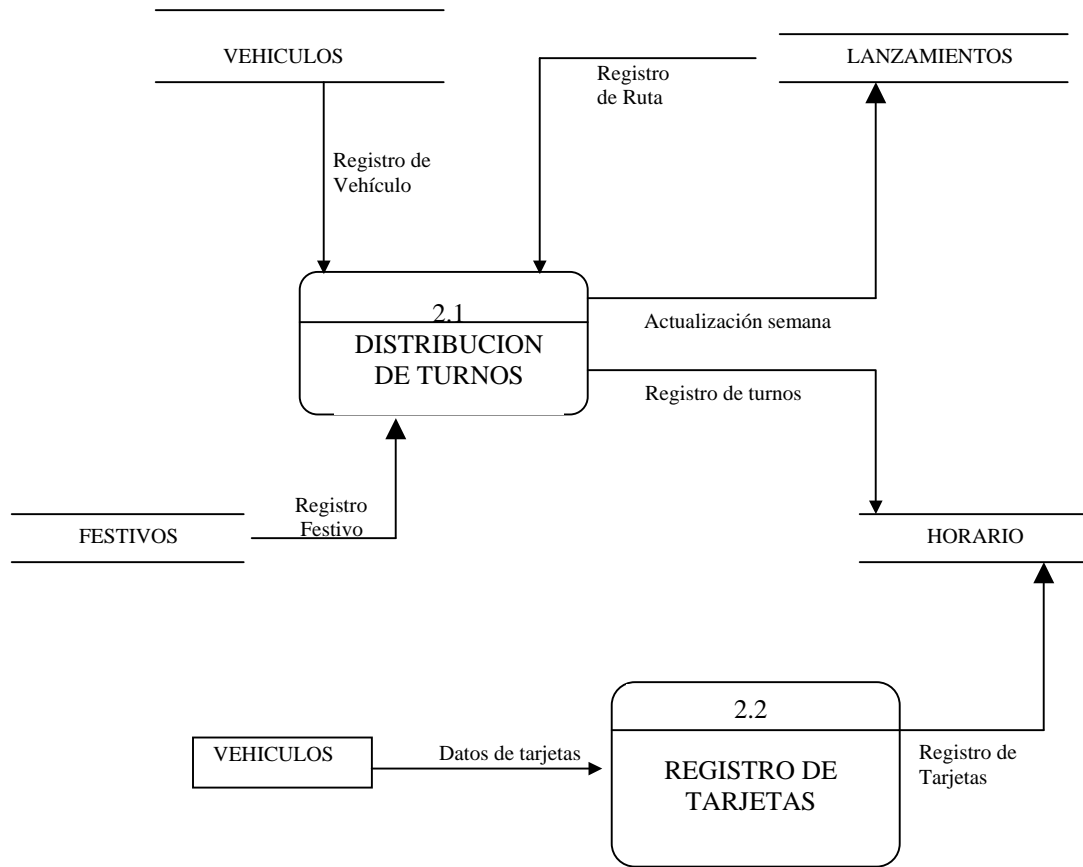 VEHICULOS
LANZAMIENTOS
Registro
de Ruta
Registro de
Vehículo
2.1
DISTRIBUCION
DE TURNOS
Actualización semana
Registro de turnos
Registro
Festivo
FESTIVOS
HORARIO
2.2
VEHICULOS
Datos de tarjetas
REGISTRO DE
TARJETAS
Registro de
Tarjetas